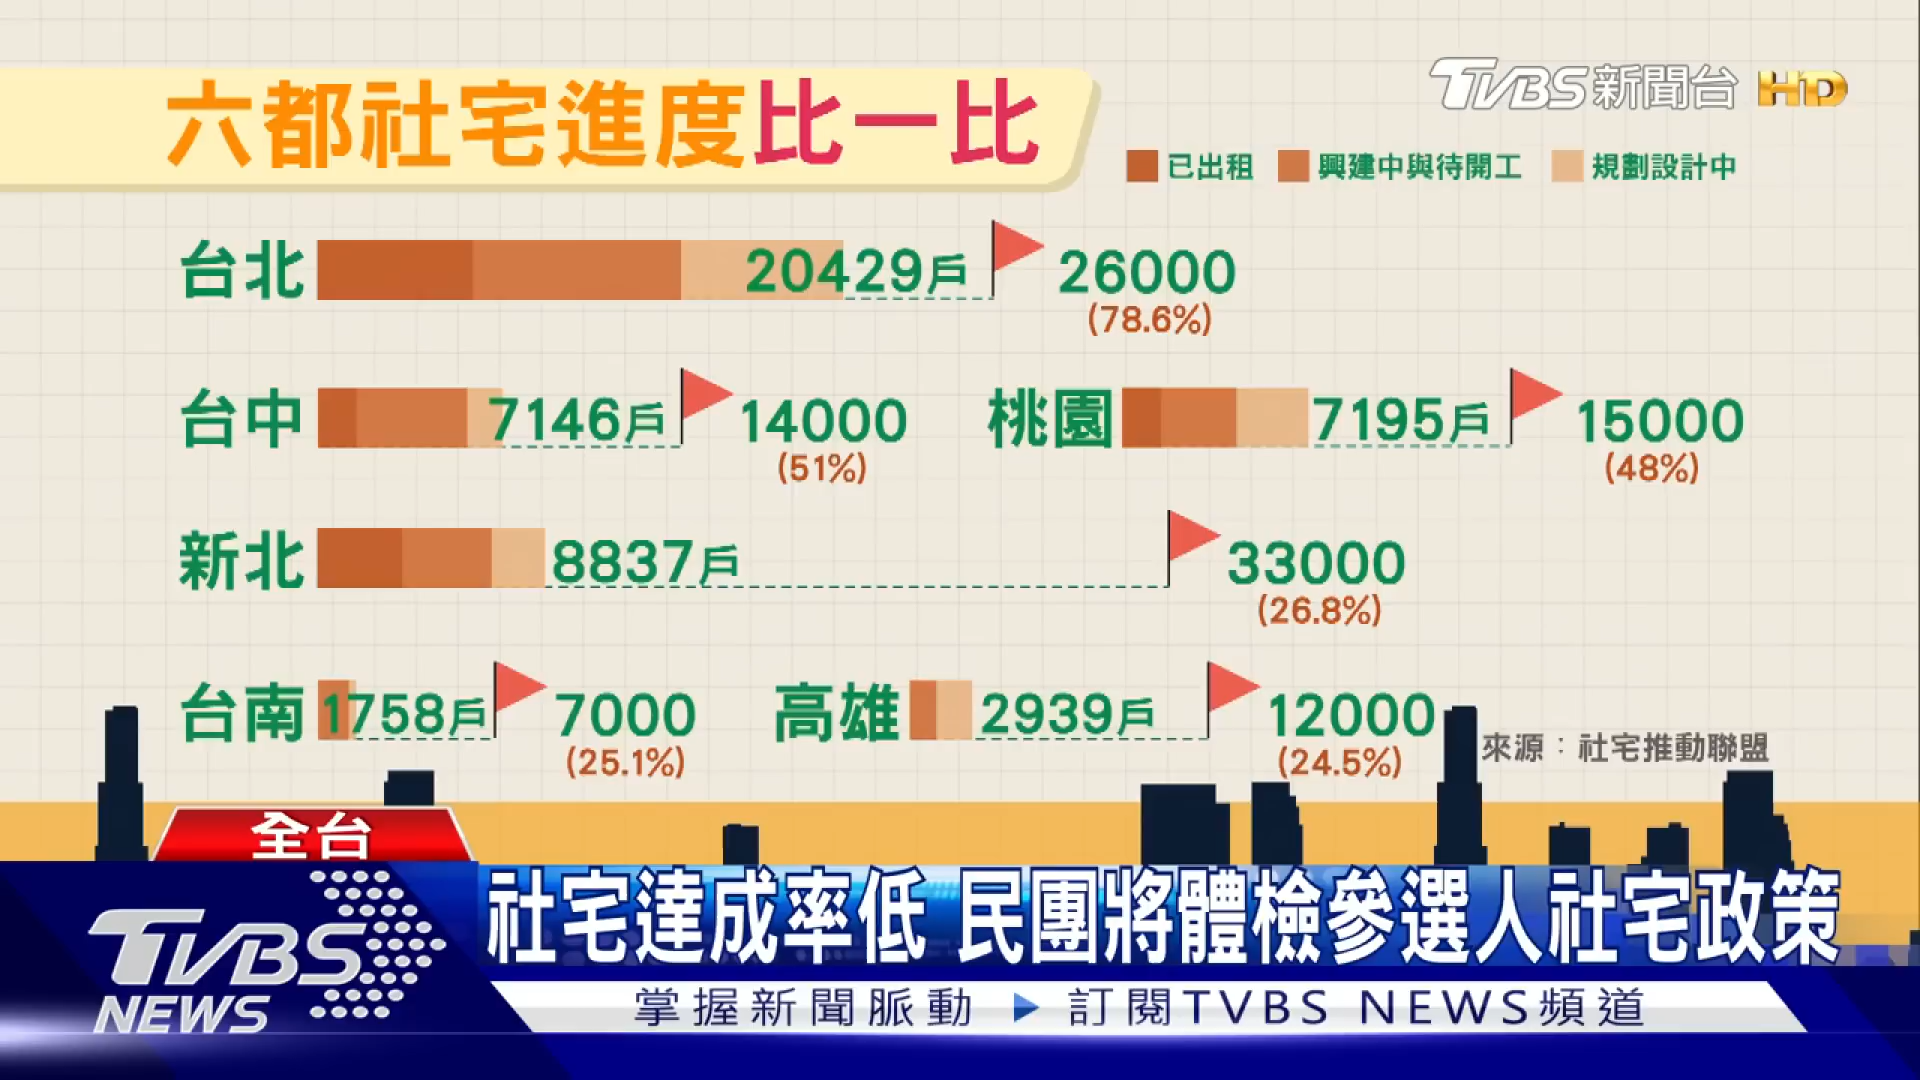 六都社宅進度比一比
TVBS新聞台 HD
已出租 興建中與待開工 規劃設計中
台北 20429戶 26000
(78.6%)
台中 7146戶 14000
(51%)
桃園 7195戶 15000
(48%)
新北 8837戶 33000
(26.8%)
台南 1758戶 7000
(25.1%)
高雄 2939戶 12000
(24.5%)
來源：社宅推動聯盟
全台
社宅達成率低 民團將體檢參選人社宅政策
TVBS
NEWS
掌握新聞脈動 ▶ 訂閱TVBS NEWS頻道